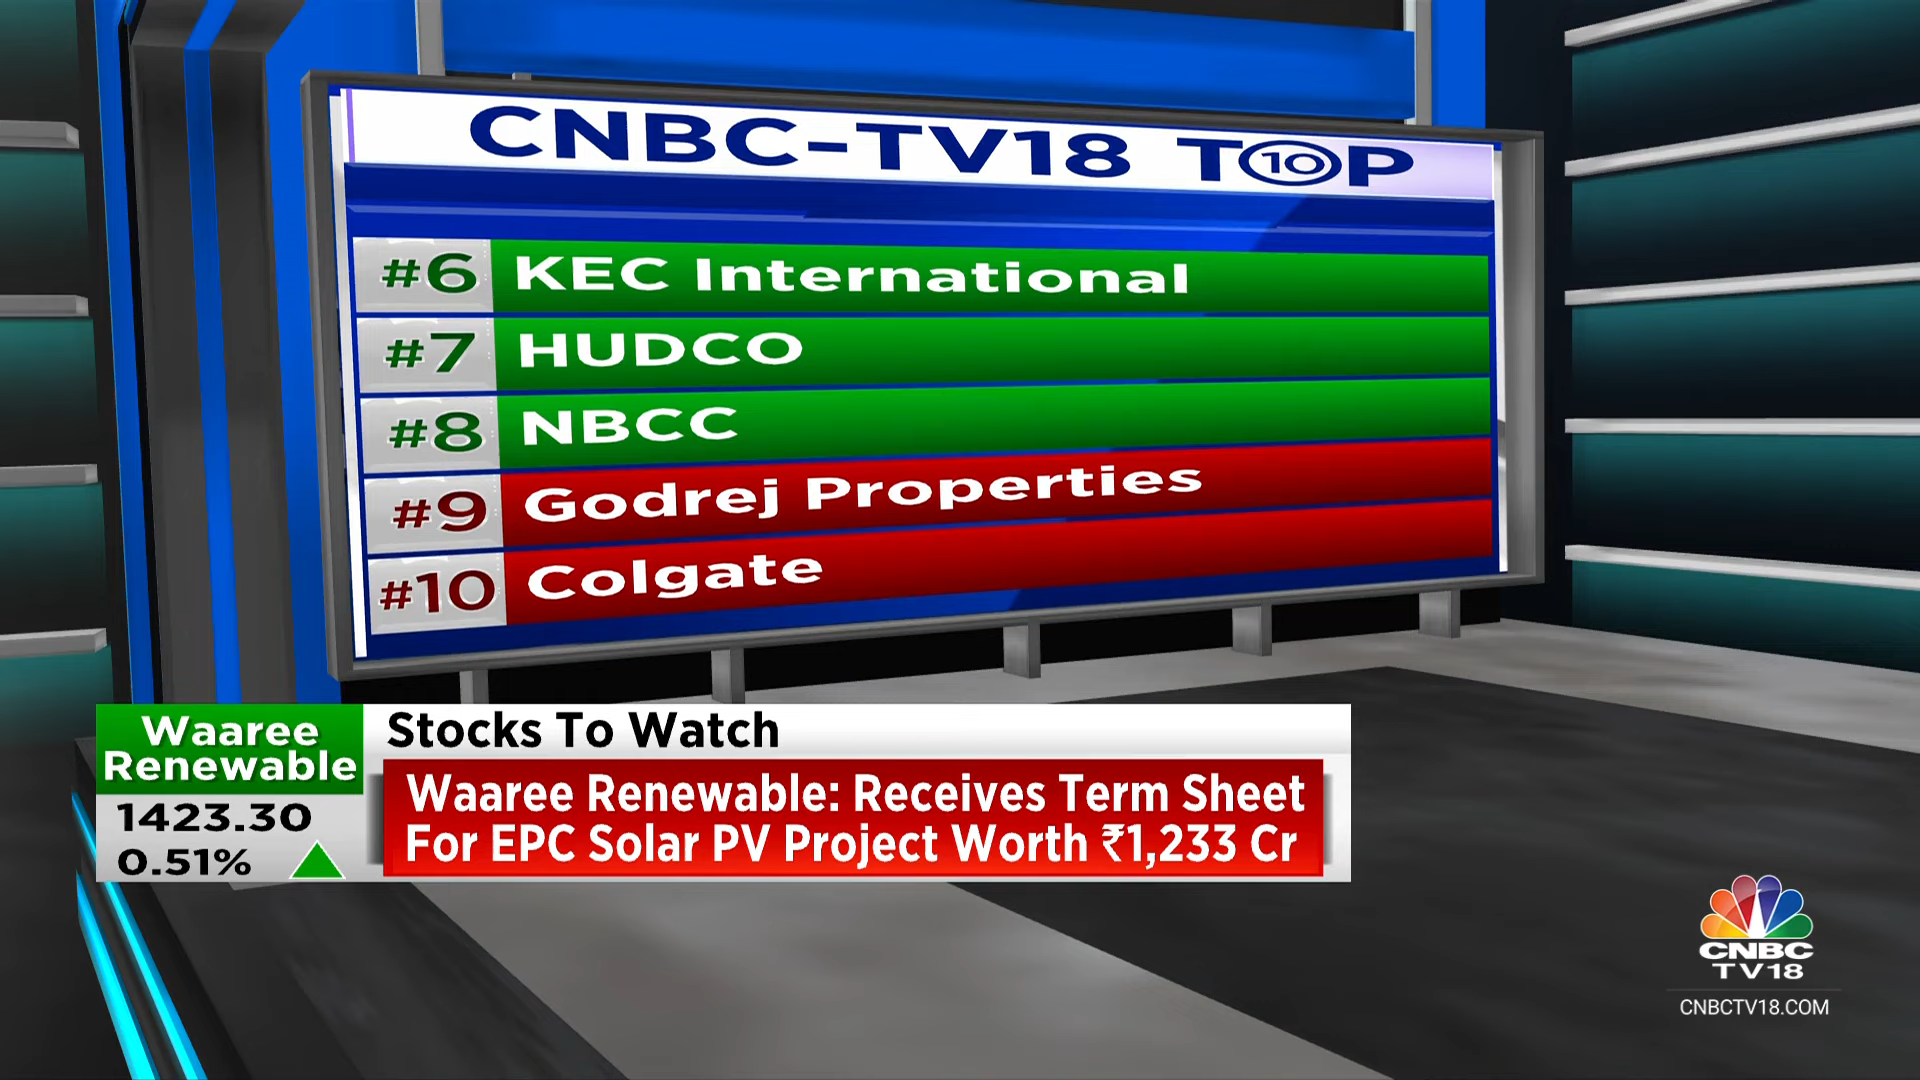 CNBC-TV18 TOP
10
#6 KEC International
#7 HUDCO
#8 NBCC
#9 Godrej Properties
#10 Colgate
Waaree
Renewable
1423.30
0.51%
Stocks To Watch
Waaree Renewable: Receives Term Sheet
For EPC Solar PV Project Worth ₹1,233 Cr
CNBC
TV18
CNBCTV18.COM